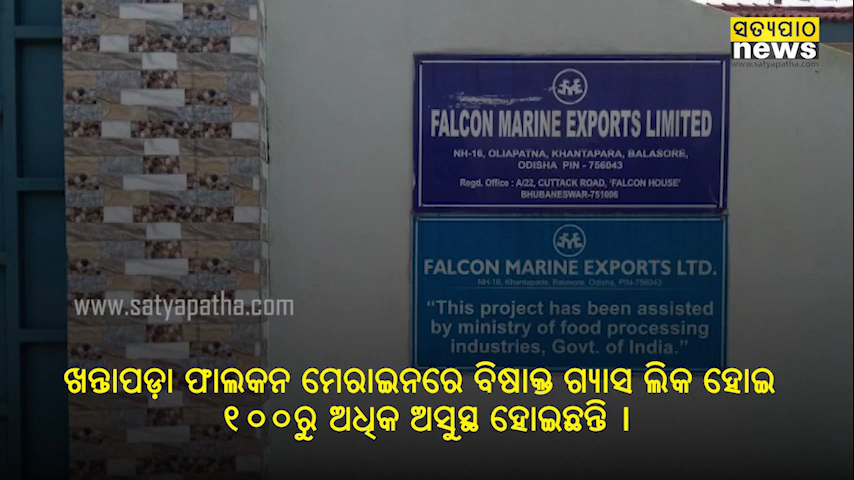 ସତ୍ୟପାଠ
news
www.satyapatha.com
FALCON MARINE EXPORTS LIMITED
NH-16, OLIAPATNA, KHANTAPARA, BALASORE,
ODISHA PIN - 756043
Regd. Office : A/22, CUTTACK ROAD, 'FALCON HOUSE'
BHUBANESWAR-751006
FALCON MARINE EXPORTS LTD.
NH-16, Khantapada, Balasore, Odisha, PIN-756043
“This project has been assisted
by ministry of food processing
industries, Govt. of India.”
www.satyapatha.com
ଖନ୍ତାପଡ଼ା ଫାଲକନ ମେରାଇନରେ ବିଷାକ୍ତ ଗ୍ୟାସ ଲିକ ହୋଇ
୧୦୦ରୁ ଅଧିକ ଅସୁସ୍ଥ ହୋଇଛନ୍ତି ।